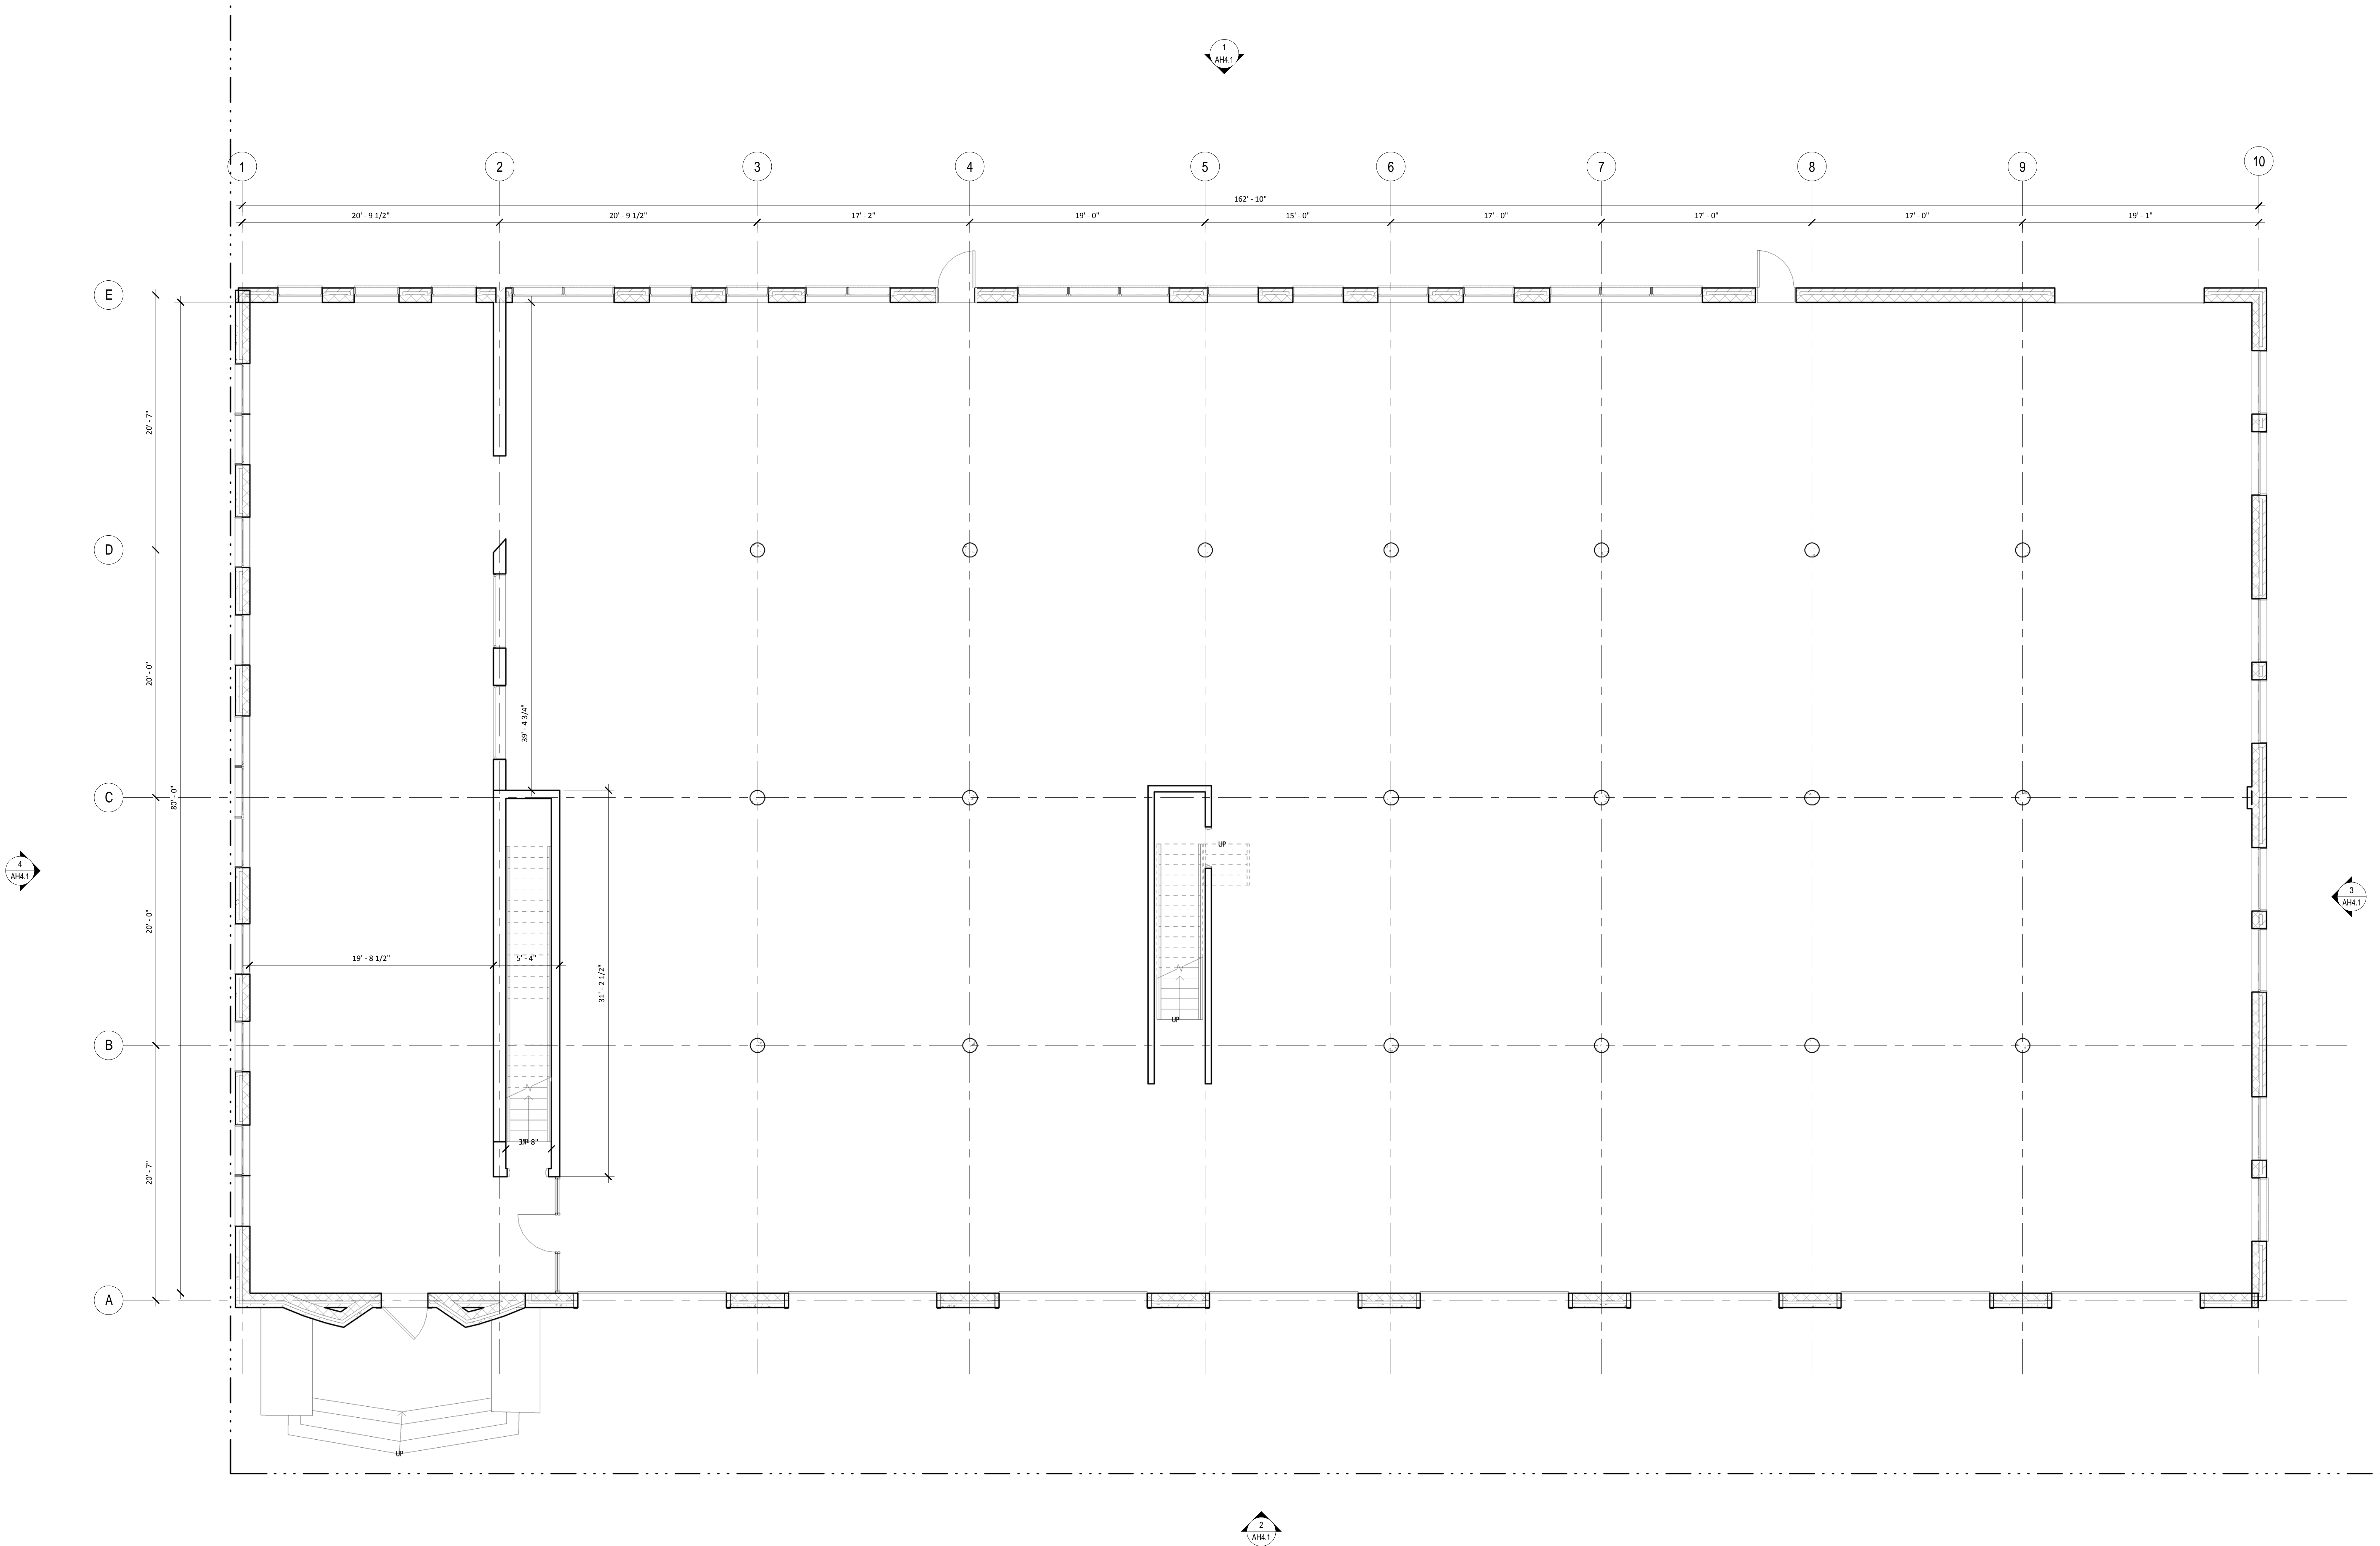 1
AH4.1
1
2
3
4
5
6
7
8
9
10
162' - 10"
20' - 9 1/2"
20' - 9 1/2"
17' - 2"
19' - 0"
15' - 0"
17' - 0"
17' - 0"
17' - 0"
19' - 1"
E
20' - 7"
D
20' - 0"
39' - 4 3/4"
C
80' - 0"
UP
4
AH4.1
3
AH4.1
20' - 0"
19' - 8 1/2"
5' - 4"
31' - 2 1/2"
UP
B
3' - 8"
UP
20' - 7"
A
UP
2
AH4.1